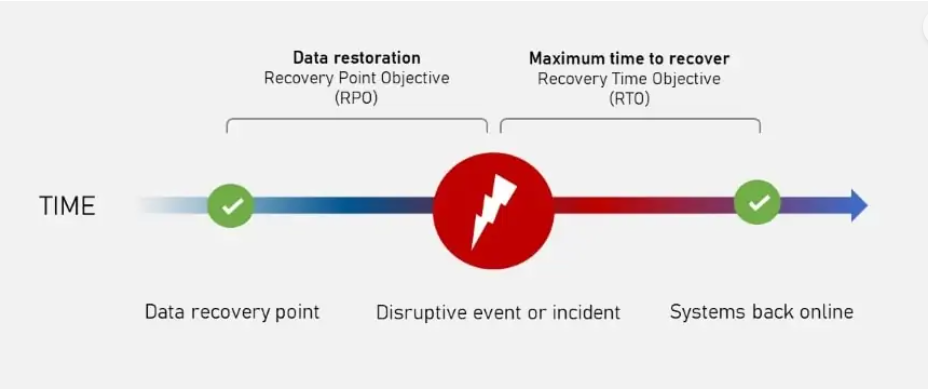 Data restoration
Recovery Point Objective
(RPO)
Maximum time to recover
Recovery Time Objective
(RTO)
TIME
Data recovery point
Disruptive event or incident
Systems back online